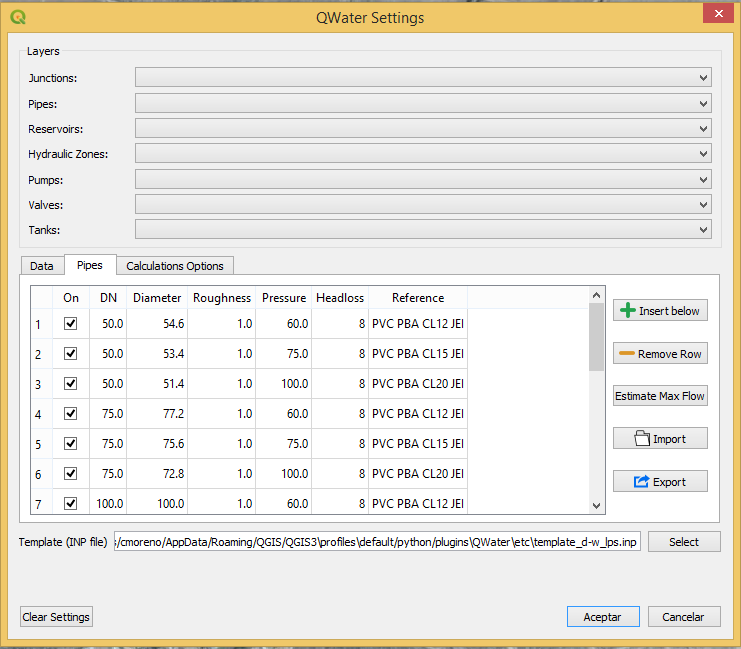 QWater Settings
Layers
Junctions:
Pipes:
Reservoirs:
Hydraulic Zones:
Pumps:
Valves:
Tanks:
Data Pipes Calculations Options
On DN Diameter Roughness Pressure Headloss Reference
1 50.0 54.6 1.0 60.0 8 PVC PBA CL12 JEI
2 50.0 53.4 1.0 75.0 8 PVC PBA CL15 JEI
3 50.0 51.4 1.0 100.0 8 PVC PBA CL20 JEI
4 75.0 77.2 1.0 60.0 8 PVC PBA CL12 JEI
5 75.0 75.6 1.0 75.0 8 PVC PBA CL15 JEI
6 75.0 72.8 1.0 100.0 8 PVC PBA CL20 JEI
7 100.0 100.0 1.0 60.0 8 PVC PBA CL12 JEI
Insert below
Remove Row
Estimate Max Flow
Import
Export
Template (INP file) s/cmoreno/AppData/Roaming/QGIS/QGIS3\profiles\default/python/plugins\QWater\etc\template_d-w_lps.inp Select
Clear Settings Aceptar Cancelar